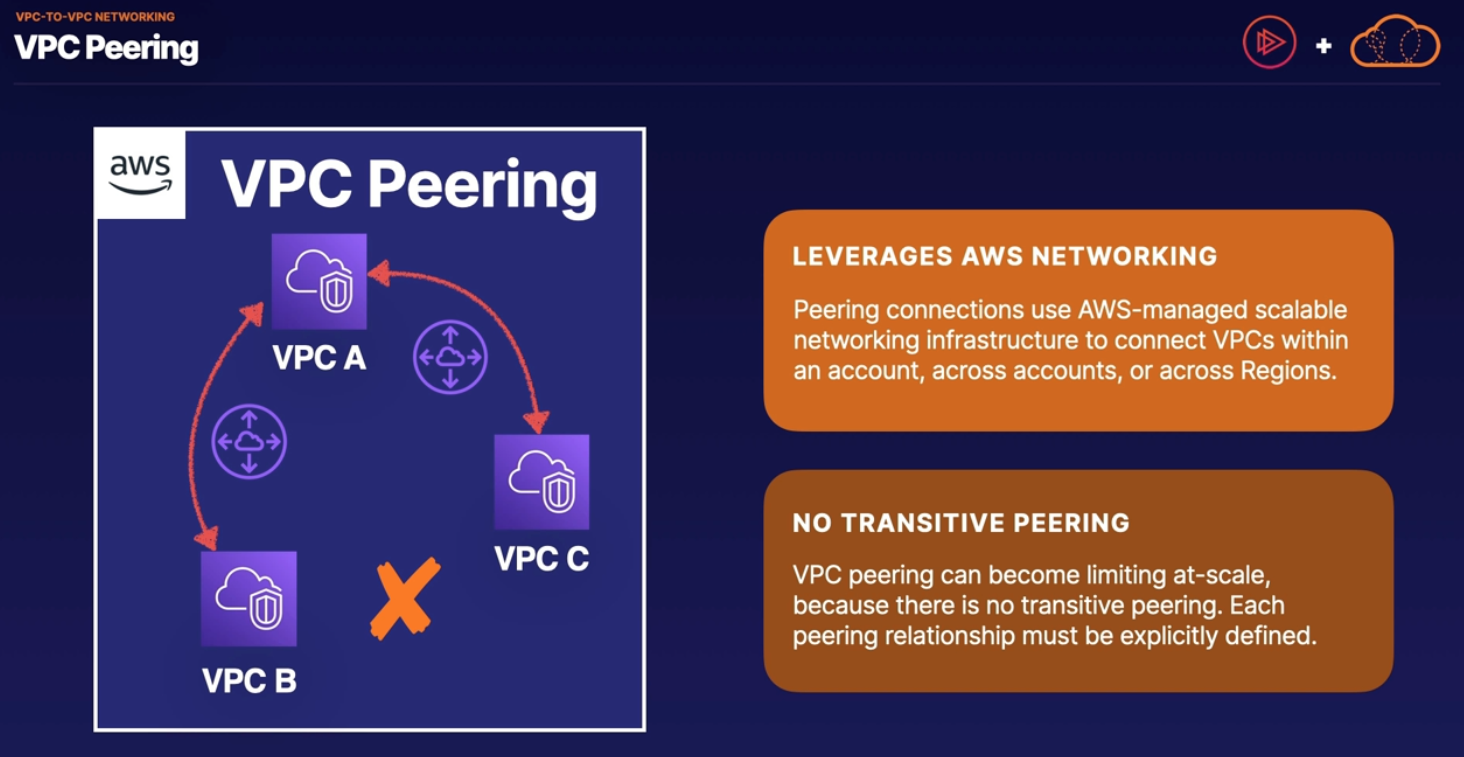 VPC-TO-VPC NETWORKING
VPC Peering
aws
VPC Peering
VPC A
VPC C
VPC B
LEVERAGES AWS NETWORKING
Peering connections use AWS-managed scalable
networking infrastructure to connect VPCs within
an account, across accounts, or across Regions.
NO TRANSITIVE PEERING
VPC peering can become limiting at-scale,
because there is no transitive peering. Each
peering relationship must be explicitly defined.